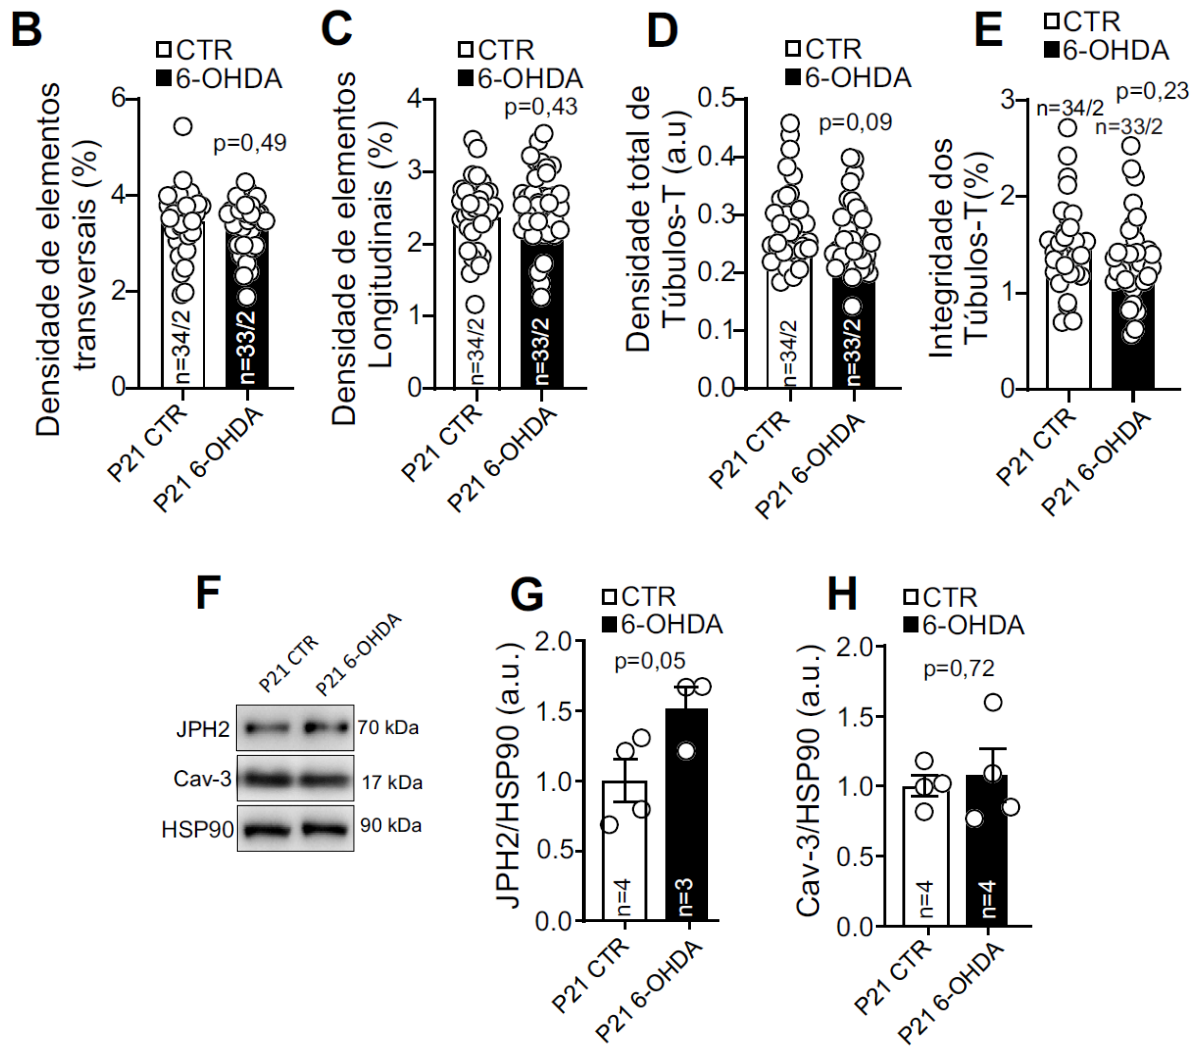 B
CTR
6-OHDA
Densidade de elementos
transversais (%)
6
4
2
0
p=0,49
n=34/2
n=33/2
P21 CTR
P21 6-OHDA
C
CTR
6-OHDA
Densidade de elementos
Longitudinais (%)
4
3
2
1
0
p=0,43
n=34/2
n=33/2
P21 CTR
P21 6-OHDA
D
CTR
6-OHDA
Densidade total de
Túbulos-T (a.u)
0.5
0.4
0.3
0.2
0.1
0.0
p=0,09
n=34/2
n=33/2
P21 CTR
P21 6-OHDA
E
CTR
6-OHDA
Integridade dos
Túbulos-T(%)
3
2
1
0
n=34/2
p=0,23
n=33/2
P21 CTR
P21 6-OHDA
F
P21 CTR
P21 6-OHDA
JPH2
70 kDa
Cav-3
17 kDa
HSP90
90 kDa
G
CTR
6-OHDA
JPH2/HSP90 (a.u.)
2.0
1.5
1.0
0.5
0.0
p=0,05
n=4
n=3
P21 CTR
P21 6-OHDA
H
CTR
6-OHDA
Cav-3/HSP90 (a.u.)
2.0
1.5
1.0
0.5
0.0
p=0,72
n=4
n=4
P21 CTR
P21 6-OHDA